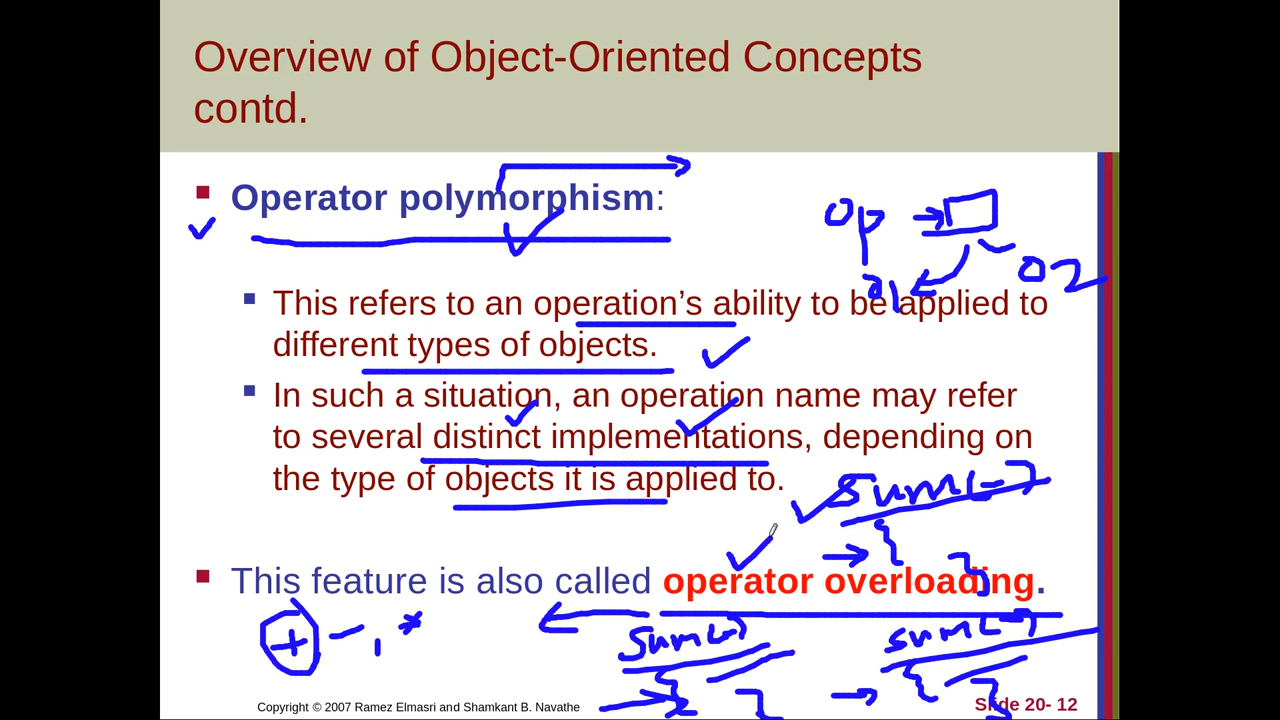 Overview of Object-Oriented Concepts
contd.
Operator polymorphism:
op
o1
o2
This refers to an operation’s ability to be applied to
different types of objects.
In such a situation, an operation name may refer
to several distinct implementations, depending on
the type of objects it is applied to.
sum(-)
{ }
This feature is also called operator overloading.
+ - , *
sum(-) sum(-)
{ } { }
Copyright © 2007 Ramez Elmasri and Shamkant B. Navathe
Slide 20- 12